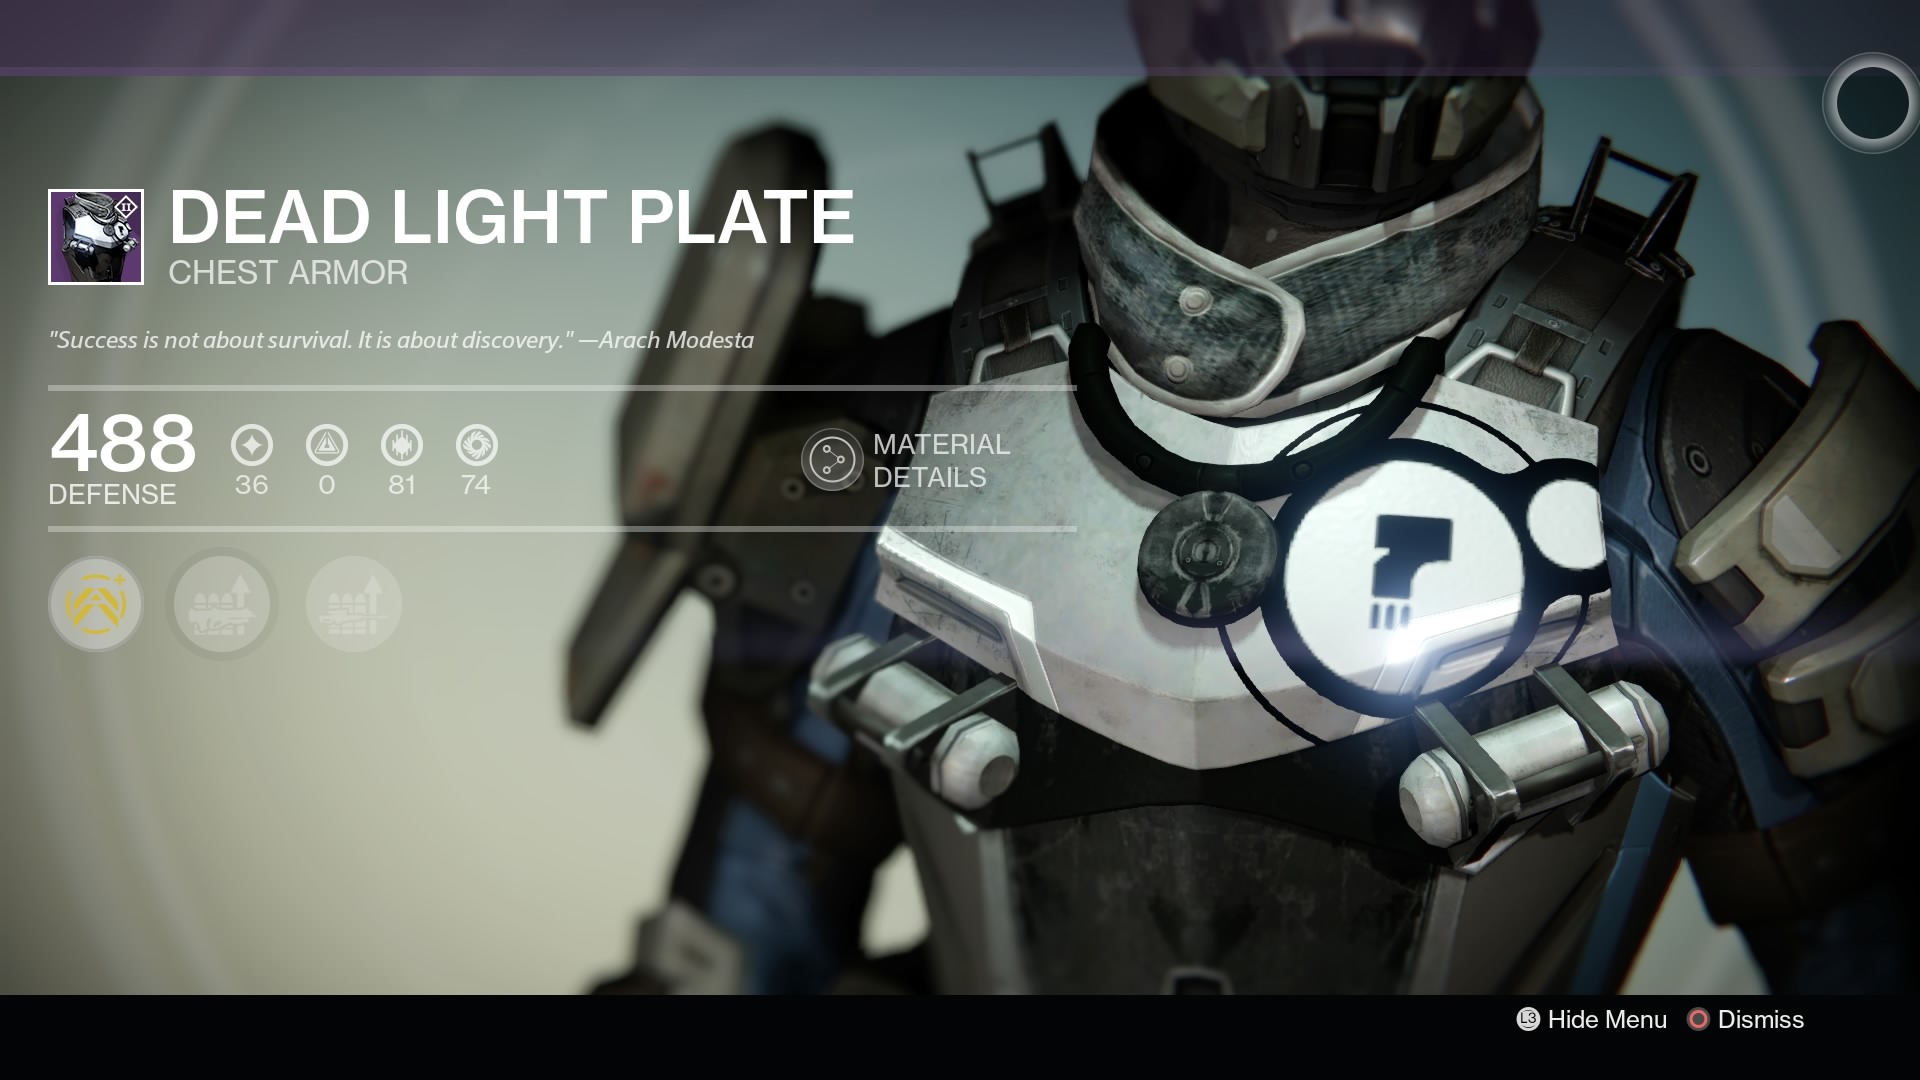 DEAD LIGHT PLATE
CHEST ARMOR
"Success is not about survival. It is about discovery." —Arach Modesta
488
DEFENSE
36
0
81
74
MATERIAL
DETAILS
L3 Hide Menu
Dismiss